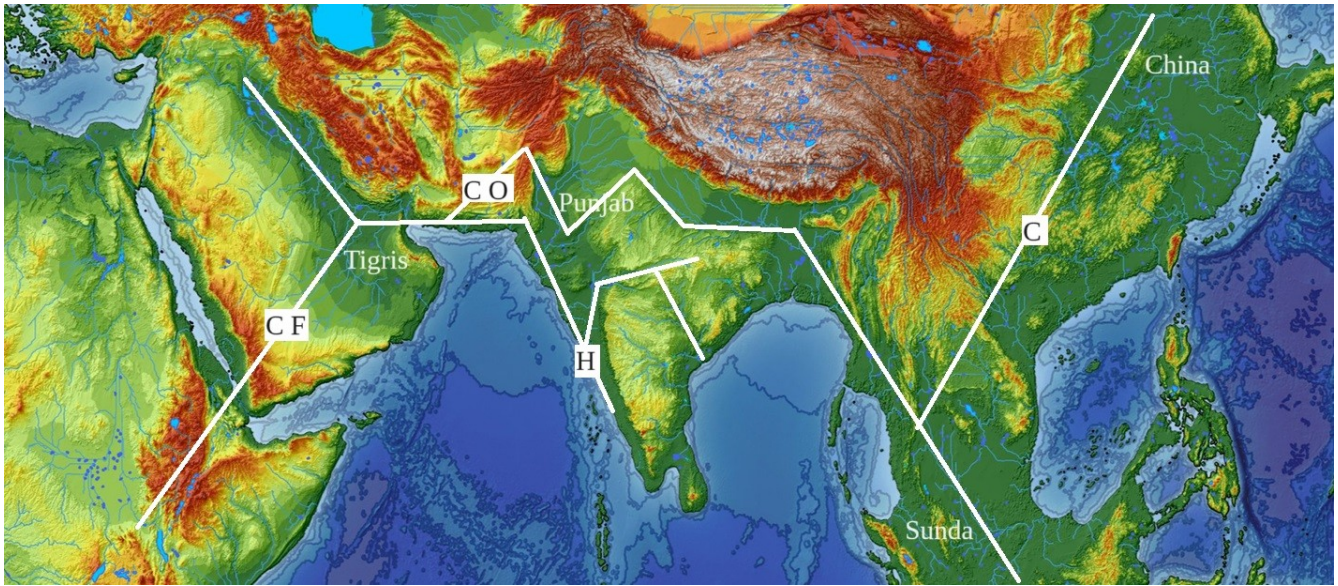 China
C O
Punjab
C
Tigris
C F
H
Sunda